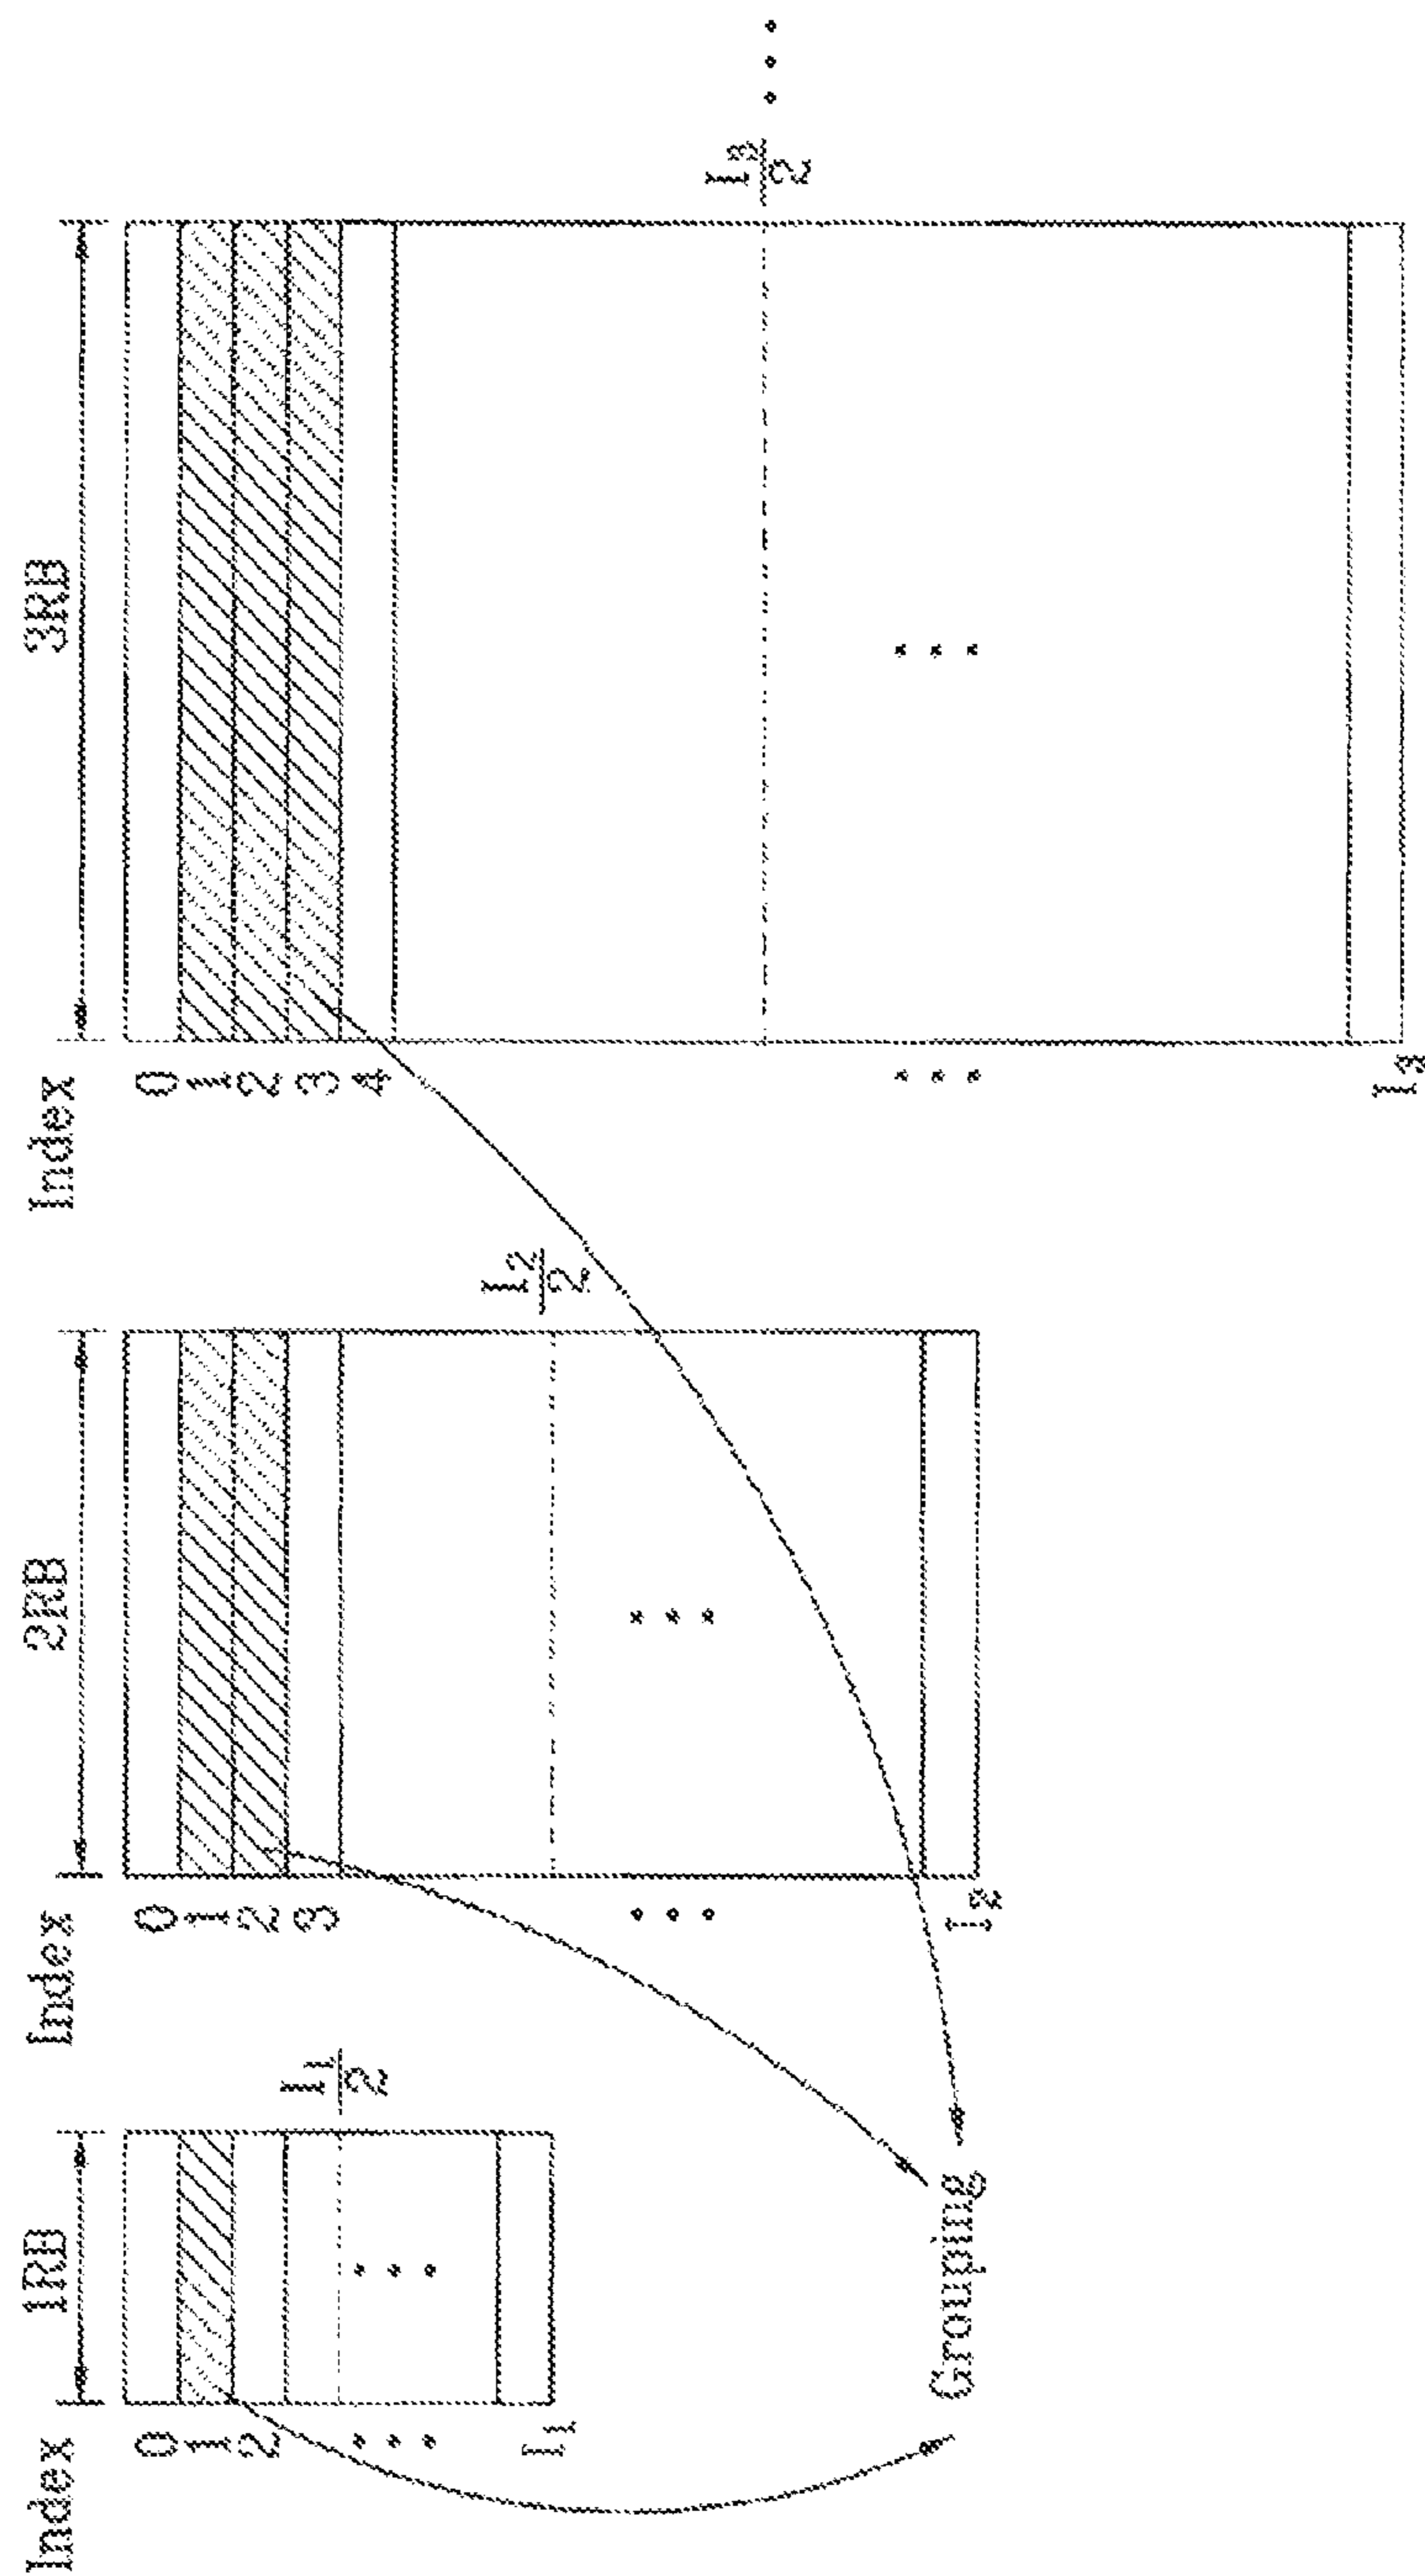 Index 1RB
0
1
2
• • •
l₁
l₁/2
Index 2RB
0
1
2
3
• • •
l₂
l₂/2
Index 3RB
0
1
2
3
4
• • •
l₃
l₃/2
• • •
Grouping